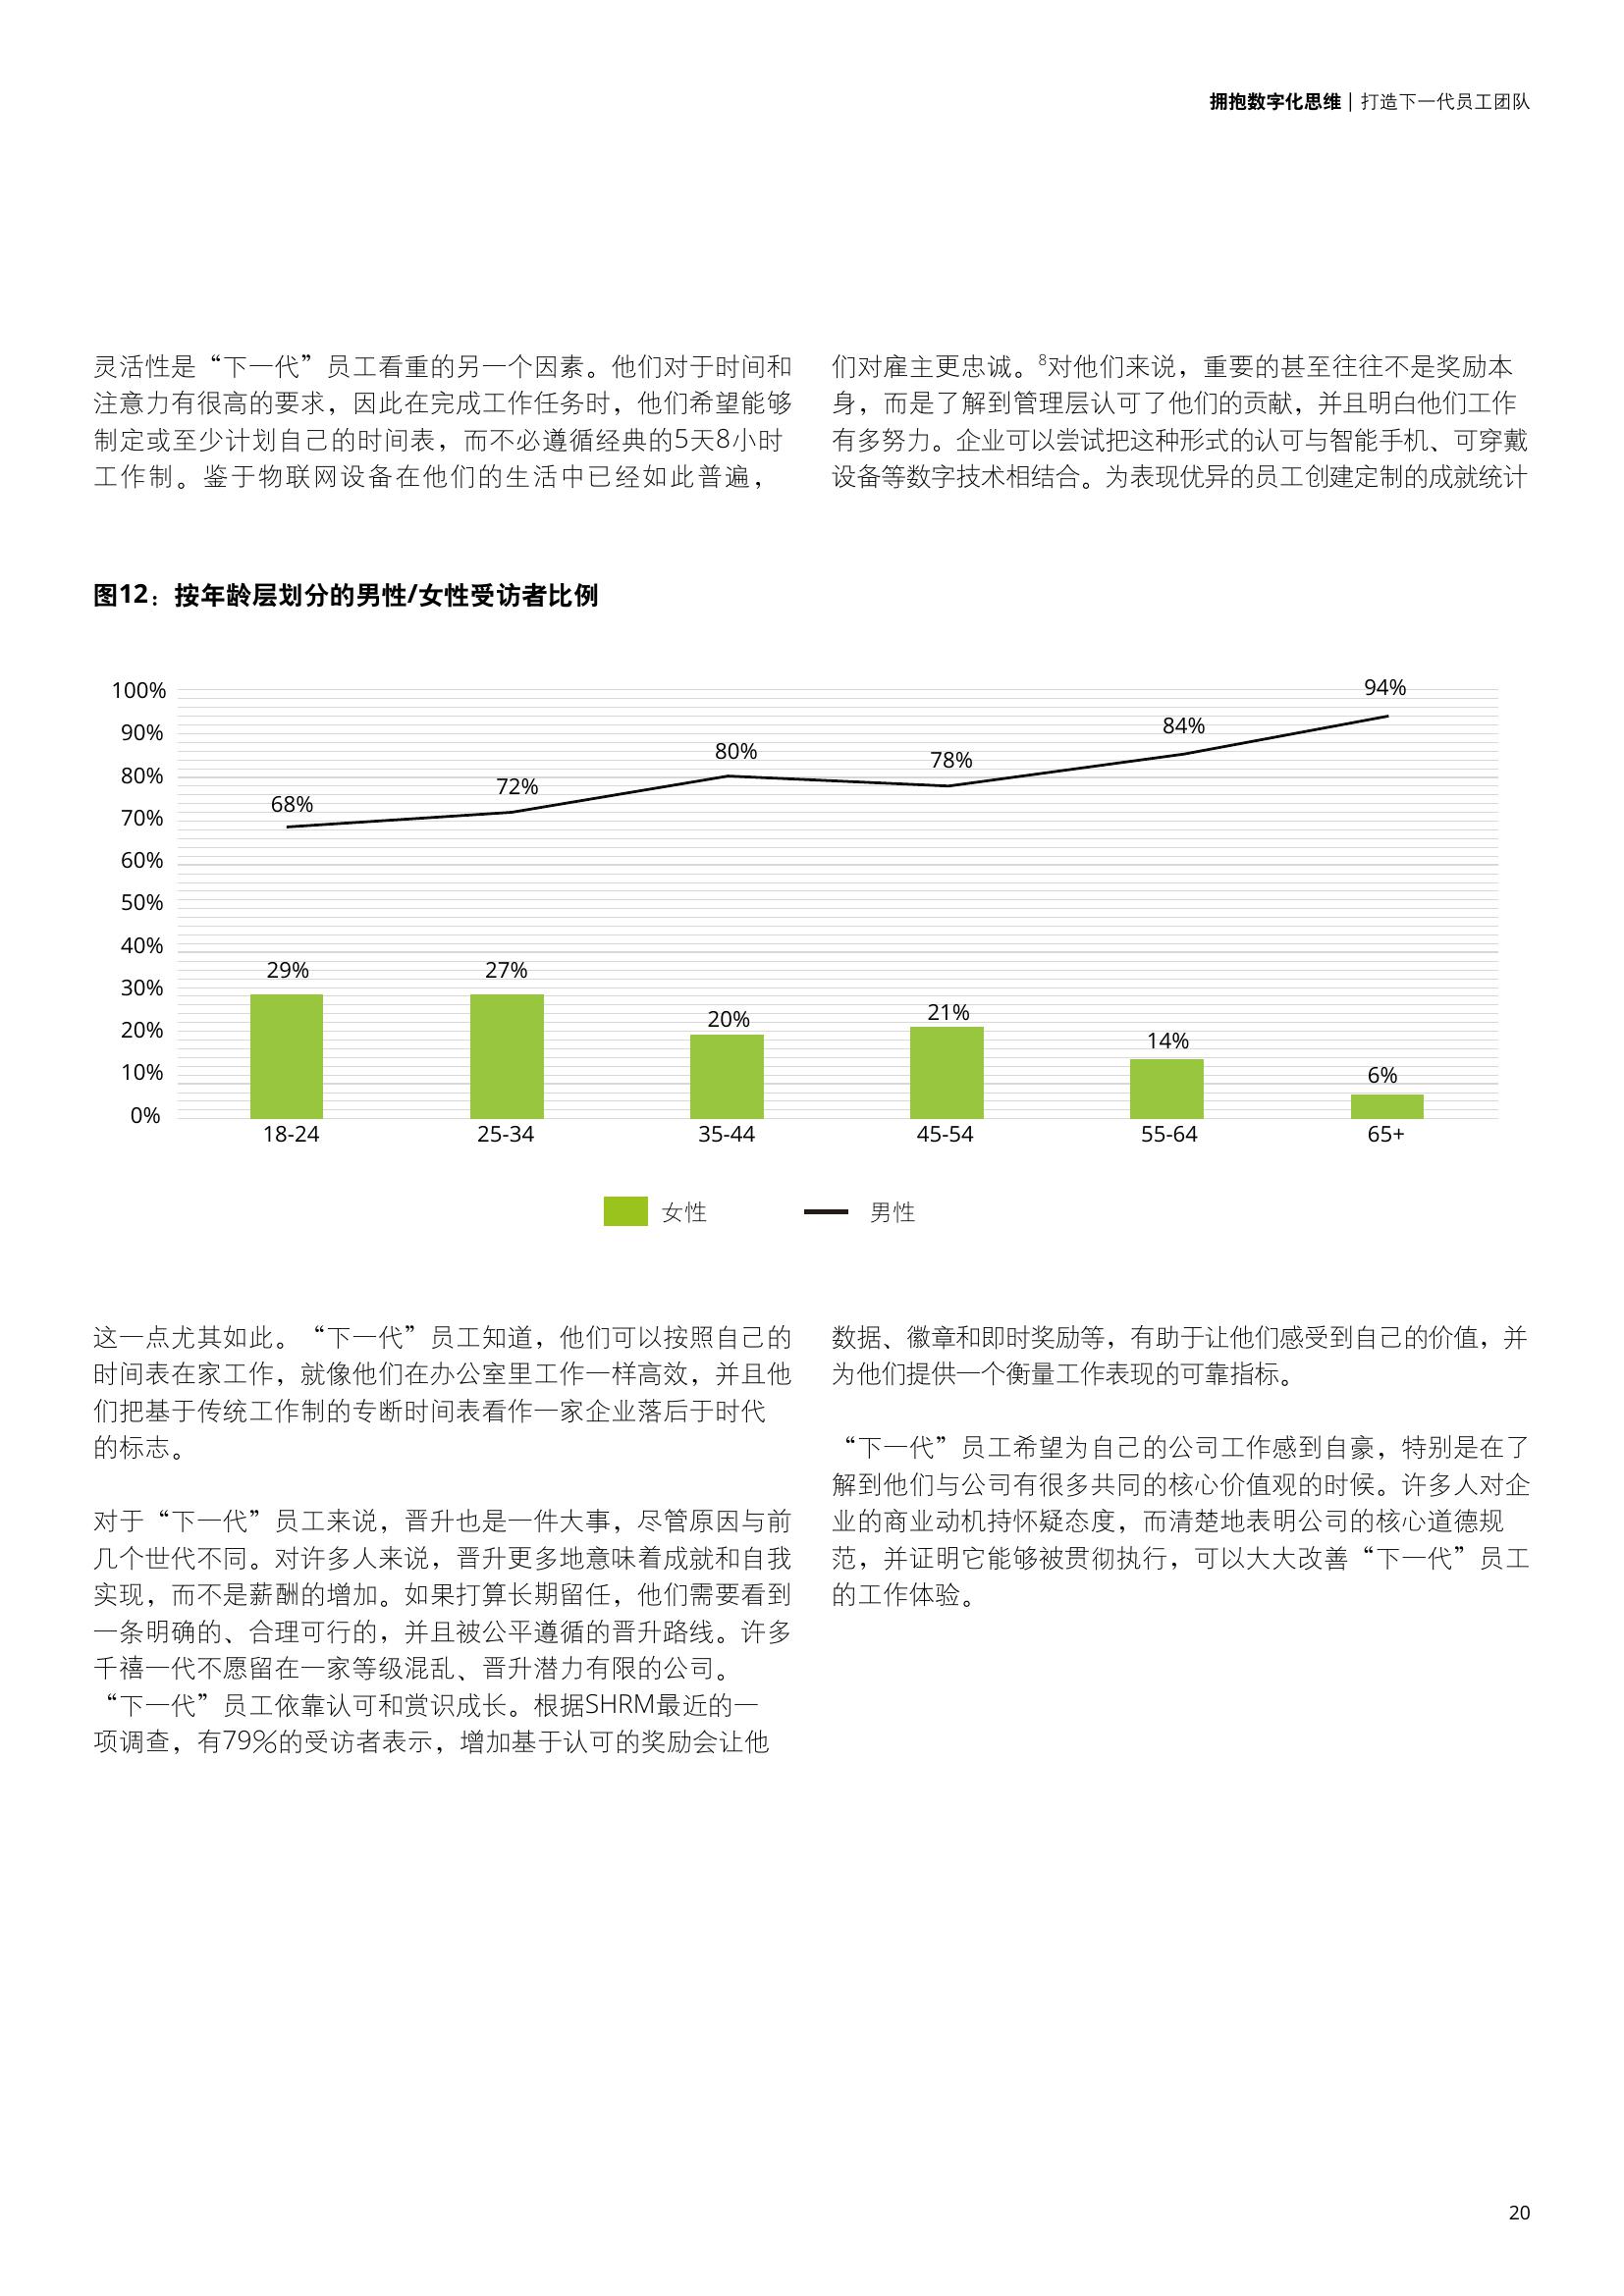 拥抱数字化思维 | 打造下一代员工团队
灵活性是“下一代”员工看重的另一个因素。他们对于时间和
注意力有很高的要求，因此在完成工作任务时，他们希望能够
制定或至少计划自己的时间表，而不必遵循经典的5天8小时
工作制。鉴于物联网设备在他们的生活中已经如此普遍，
们对雇主更忠诚。8对他们来说，重要的甚至往往不是奖励本
身，而是了解到管理层认可了他们的贡献，并且明白他们工作
有多努力。企业可以尝试把这种形式的认可与智能手机、可穿戴
设备等数字技术相结合。为表现优异的员工创建定制的成就统计
图12：按年龄层划分的男性/女性受访者比例
100%
90%
80%
70%
60%
50%
40%
30%
20%
10%
0%
68%
72%
80%
78%
84%
94%
29%
27%
20%
21%
14%
6%
18-24
25-34
35-44
45-54
55-64
65+
女性
男性
这一点尤其如此。“下一代”员工知道，他们可以按照自己的
时间表在家工作，就像他们在办公室里工作一样高效，并且他
们把基于传统工作制的专断时间表看作一家企业落后于时代
的标志。
对于“下一代”员工来说，晋升也是一件大事，尽管原因与前
几个世代不同。对许多人来说，晋升更多地意味着成就和自我
实现，而不是薪酬的增加。如果打算长期留任，他们需要看到
一条明确的、合理可行的，并且被公平遵循的晋升路线。许多
千禧一代不愿留在一家等级混乱、晋升潜力有限的公司。
“下一代”员工依靠认可和赏识成长。根据SHRM最近的一
项调查，有79%的受访者表示，增加基于认可的奖励会让他
数据、徽章和即时奖励等，有助于让他们感受到自己的价值，并
为他们提供一个衡量工作表现的可靠指标。
“下一代”员工希望为自己的公司工作感到自豪，特别是在了
解到他们与公司有很多共同的核心价值观的时候。许多人对企
业的商业动机持怀疑态度，而清楚地表明公司的核心道德规
范，并证明它能够被贯彻执行，可以大大改善“下一代”员工
的工作体验。
20